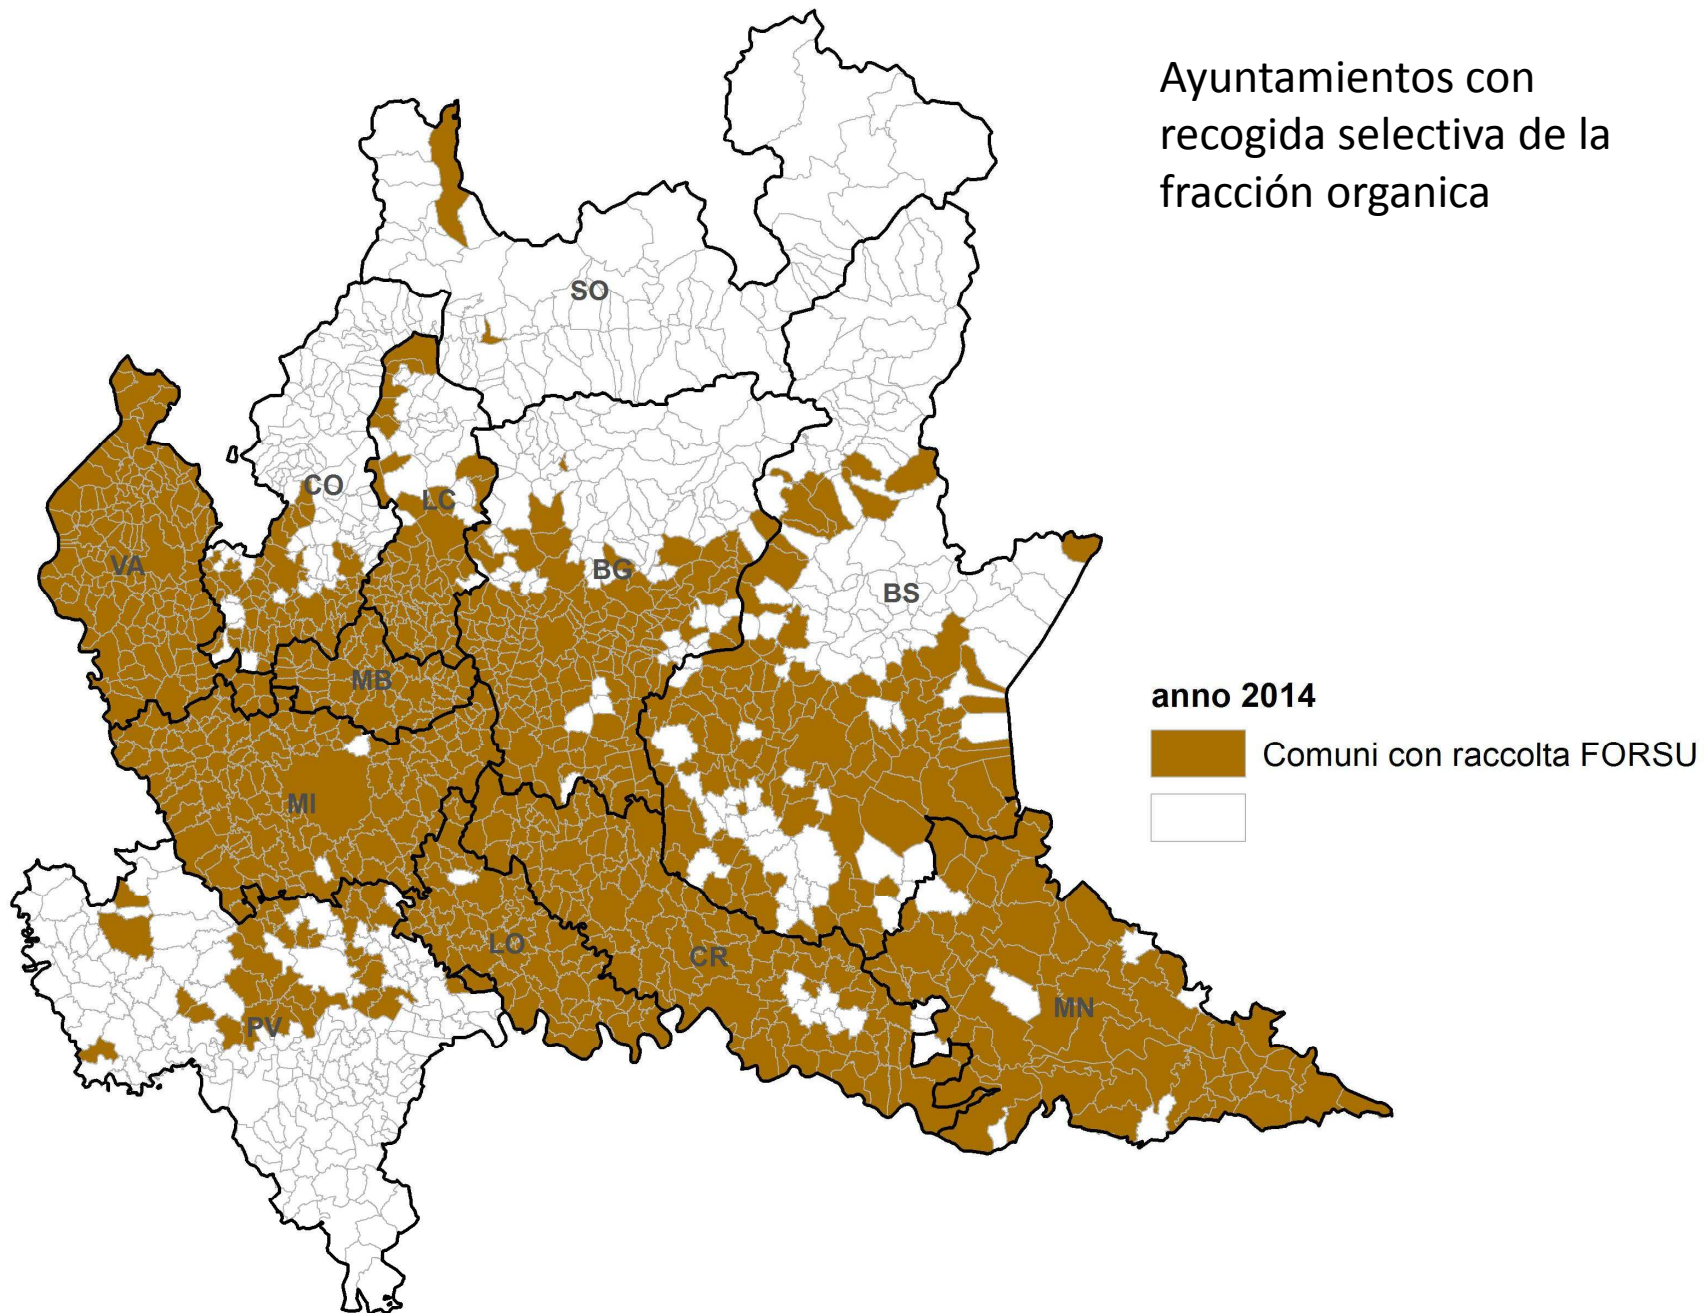 Ayuntamientos con
recogida selectiva de la
fracción organica
SO
CO
LC
VA
BG
BS
MB
anno 2014
Comuni con raccolta FORSU
MI
LO
CR
MN
PV